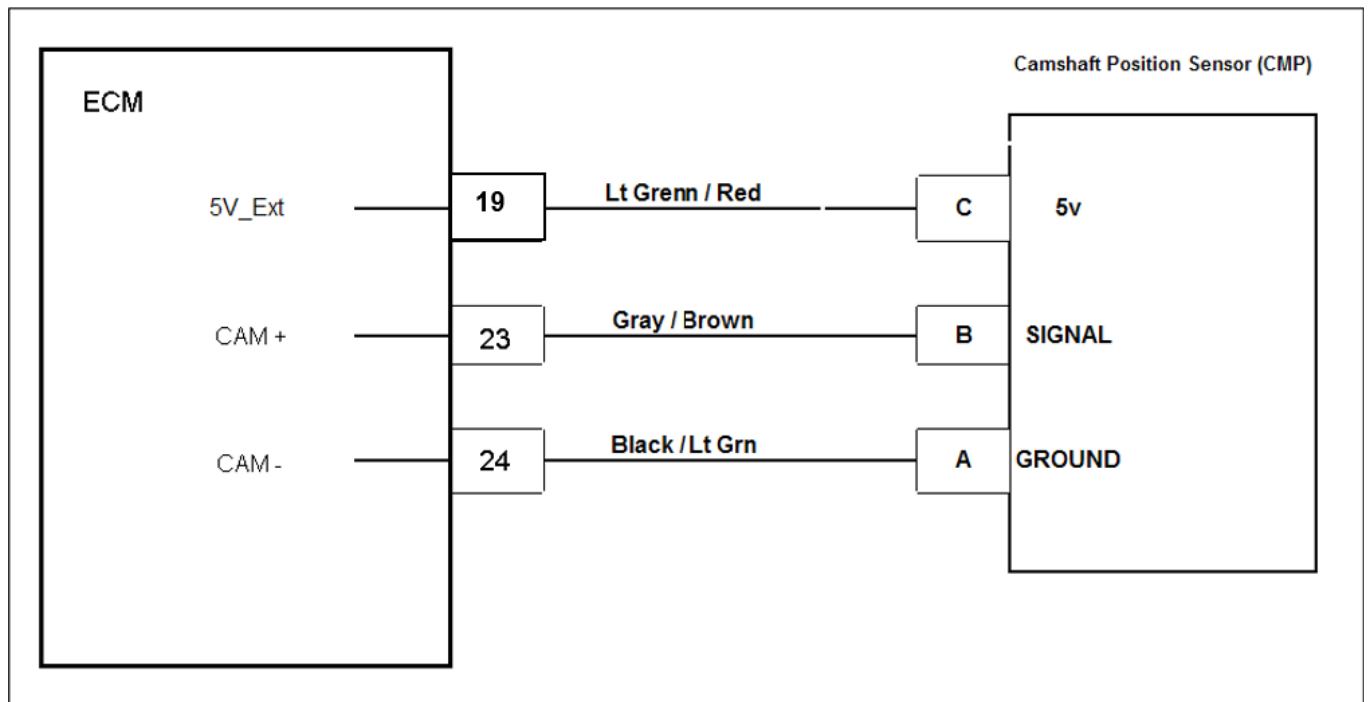 Camshaft Position Sensor (CMP)
ECM
5V_Ext
19
Lt Grenn / Red
C
5v
CAM +
23
Gray / Brown
B
SIGNAL
CAM -
24
Black / Lt Grn
A
GROUND